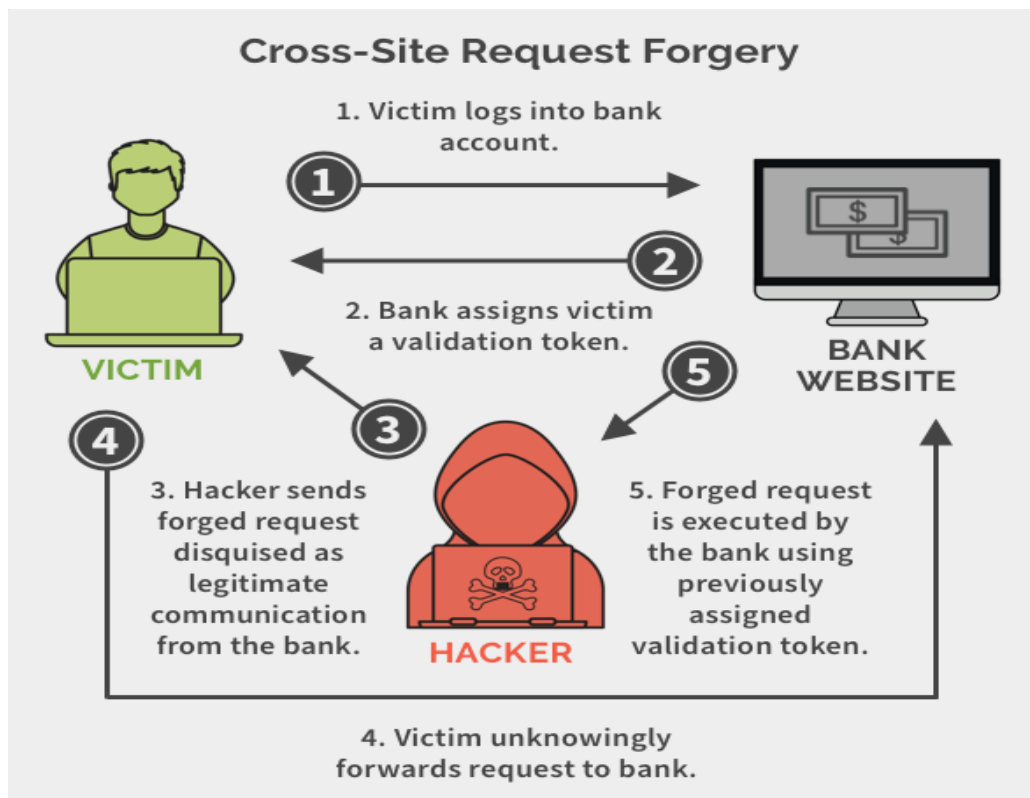 Cross-Site Request Forgery
1. Victim logs into bank
account.
1
2
2. Bank assigns victim
a validation token.
VICTIM
$
$
BANK
WEBSITE
3
5
4
3. Hacker sends
forged request
disquised as
legitimate
communication
from the bank.
HACKER
5. Forged request
is executed by
the bank using
previously
assigned
validation token.
4. Victim unknowingly
forwards request to bank.